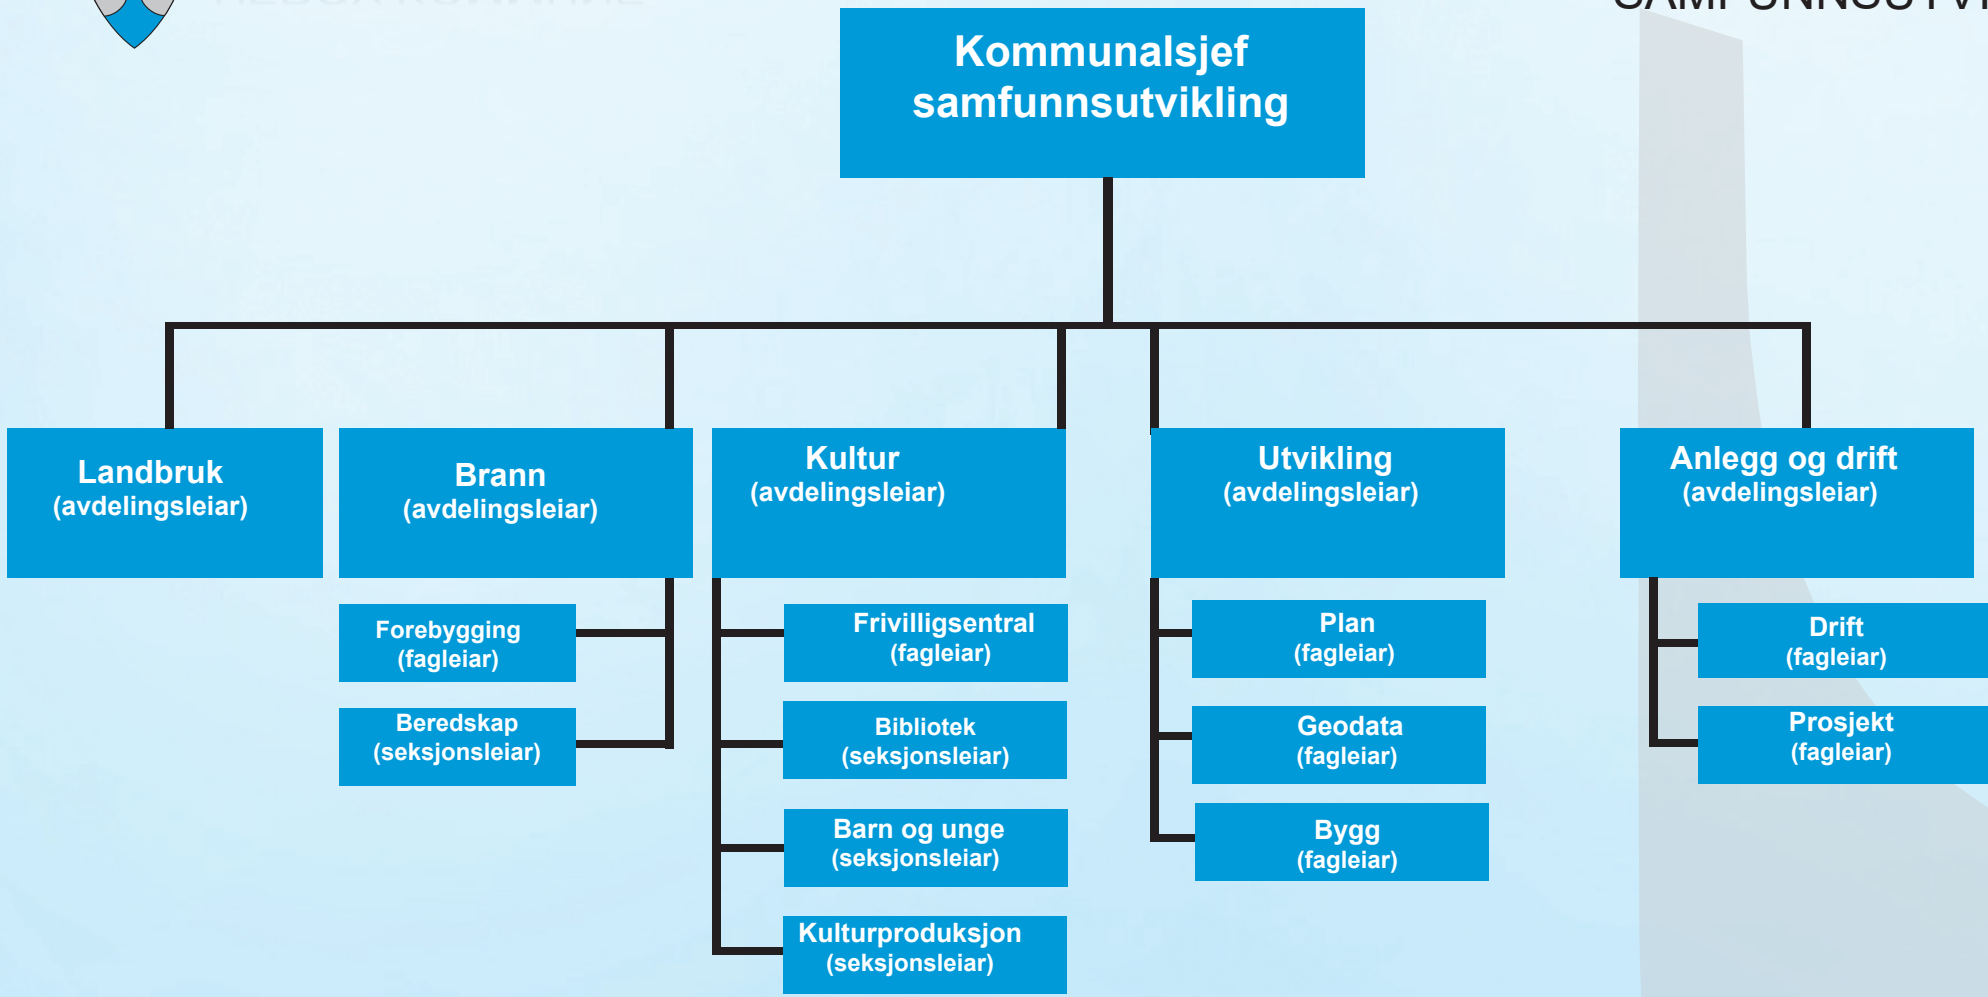 Kommunalsjef
samfunnsutvikling
Landbruk
(avdelingsleiar)
Brann
(avdelingsleiar)
Kultur
(avdelingsleiar)
Utvikling
(avdelingsleiar)
Anlegg og drift
(avdelingsleiar)
Forebygging
(fagleiar)
Beredskap
(seksjonsleiar)
Frivilligsentral
(fagleiar)
Bibliotek
(seksjonsleiar)
Barn og unge
(seksjonsleiar)
Kulturproduksjon
(seksjonsleiar)
Plan
(fagleiar)
Geodata
(fagleiar)
Bygg
(fagleiar)
Drift
(fagleiar)
Prosjekt
(fagleiar)